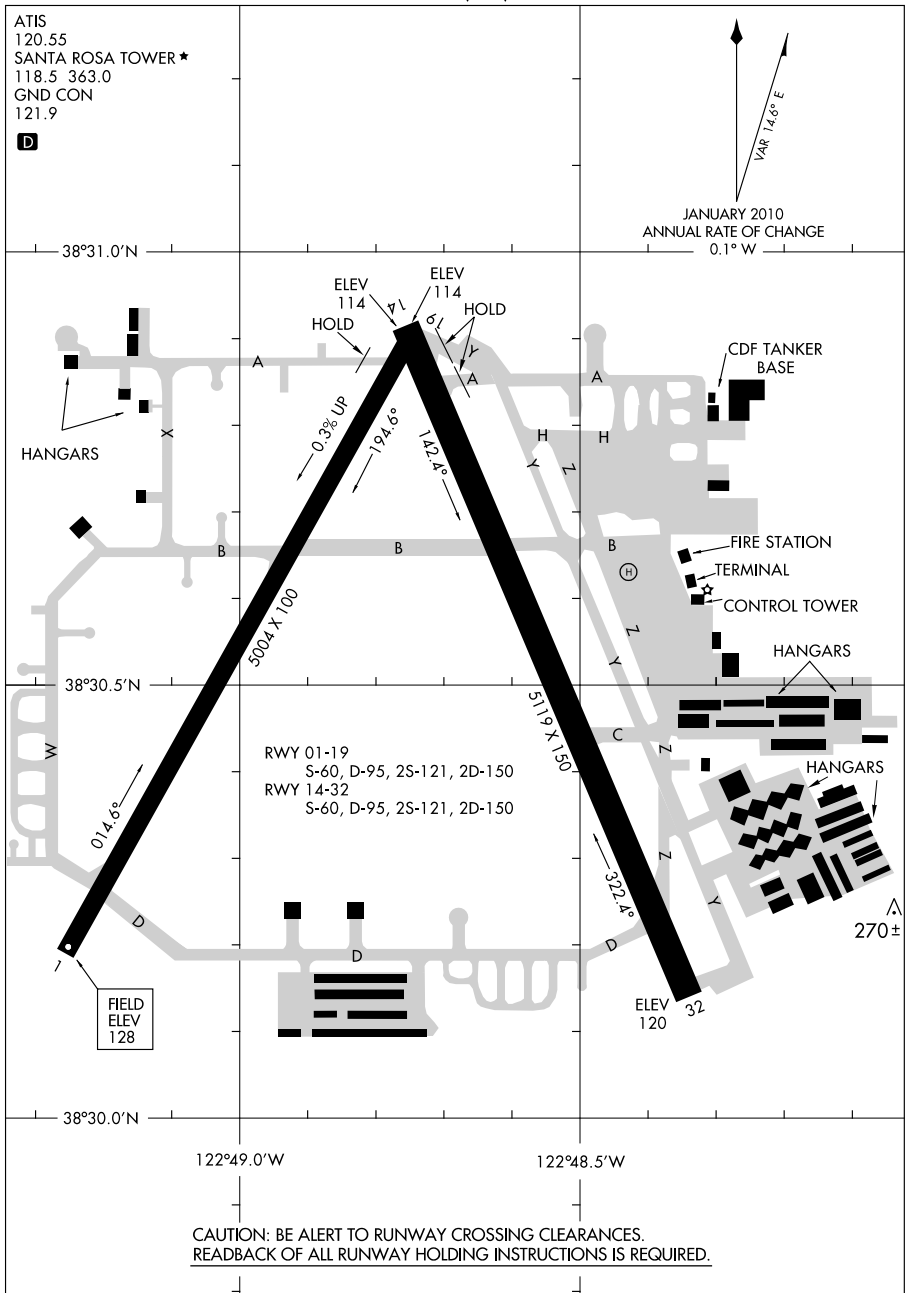 ATIS
120.55
SANTA ROSA TOWER ★
118.5 363.0
GND CON
121.9
D
VAR 14.6° E
JANUARY 2010
ANNUAL RATE OF CHANGE
0.1° W
38°31.0'N
ELEV
114
ELEV
114
14
19
HOLD
HOLD
Y
A
A
A
CDF TANKER
BASE
HANGARS
X
0.3% UP
194.6°
142.4°
H
H
Y
Z
B
B
B
H
FIRE STATION
TERMINAL
CONTROL TOWER
5004 X 100
Z
Y
HANGARS
38°30.5'N
5119 X 150
C
Z
W
RWY 01-19
S-60, D-95, 2S-121, 2D-150
RWY 14-32
S-60, D-95, 2S-121, 2D-150
HANGARS
014.6°
Z
322.4°
Y
270±
D
D
D
1
FIELD
ELEV
128
ELEV
120
32
38°30.0'N
122°49.0'W
122°48.5'W
CAUTION: BE ALERT TO RUNWAY CROSSING CLEARANCES.
READBACK OF ALL RUNWAY HOLDING INSTRUCTIONS IS REQUIRED.